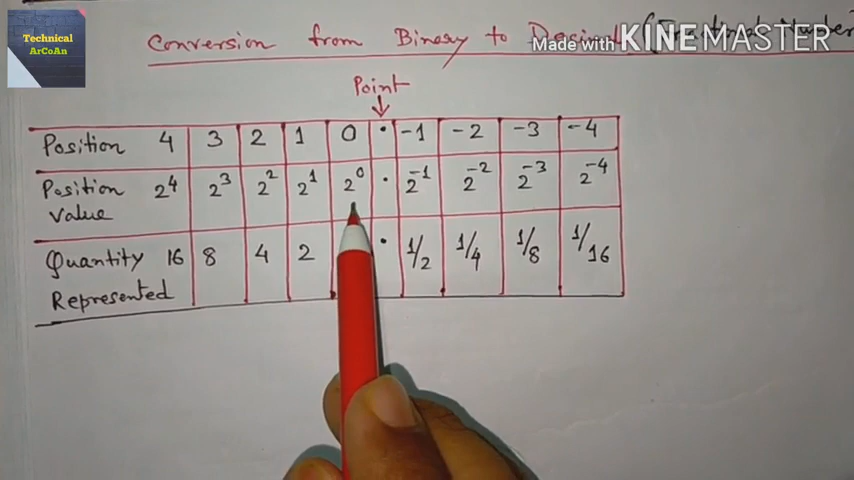 Technical
ArCoAn
Conversion from Binary to
Made with KINEMASTER
Point
Position 4 3 2 1 0 . -1 -2 -3 -4
Position 2⁴ 2³ 2² 2¹ 2⁰ . 2⁻¹ 2⁻² 2⁻³ 2⁻⁴
value
Quantity 16 8 4 2 . 1/2 1/4 1/8 1/16
Represented